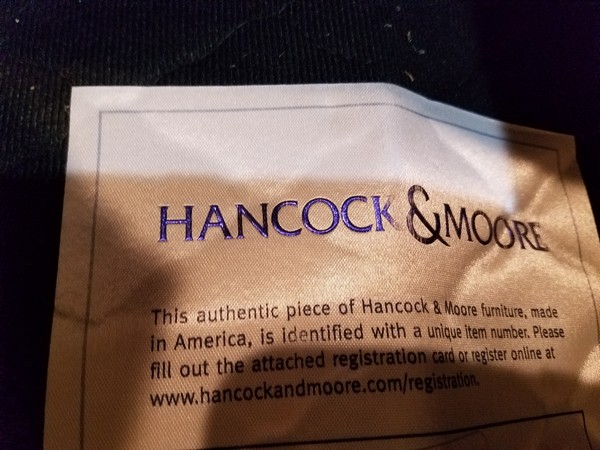 HANCOCK & MOORE
This authentic piece of Hancock & Moore furniture, made
in America, is identified with a unique item number. Please
fill out the attached registration card or register online at
www.hancockandmoore.com/registration.